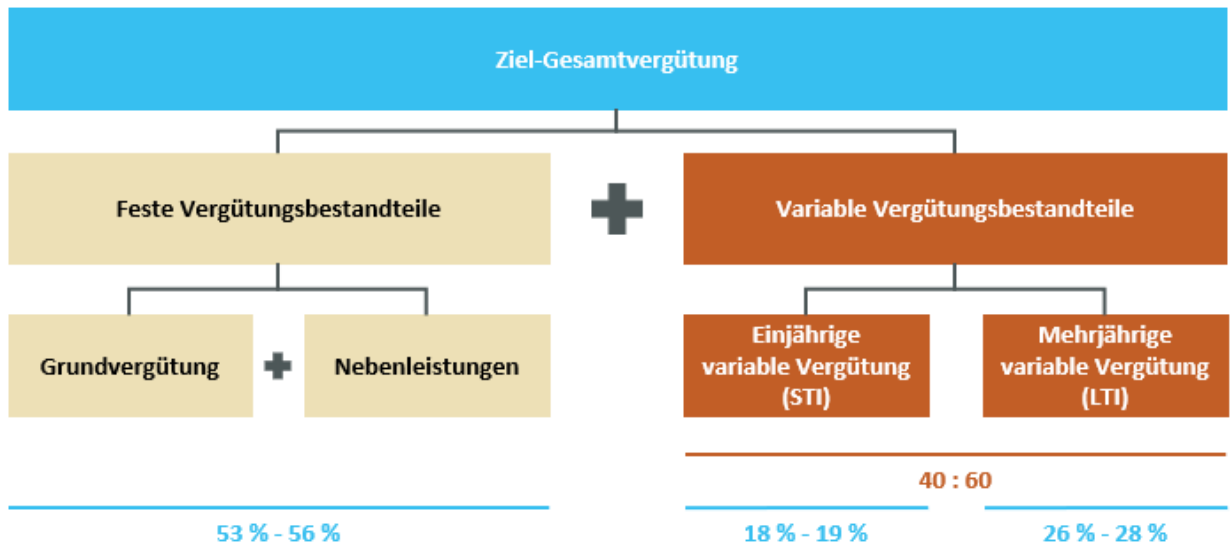 Ziel-Gesamtvergütung
Feste Vergütungsbestandteile
Variable Vergütungsbestandteile
Grundvergütung
Nebenleistungen
Einjährige
variable Vergütung
(STI)
Mehrjährige
variable Vergütung
(LTI)
40 : 60
53 % - 56 %
18 % - 19 %
26 % - 28 %